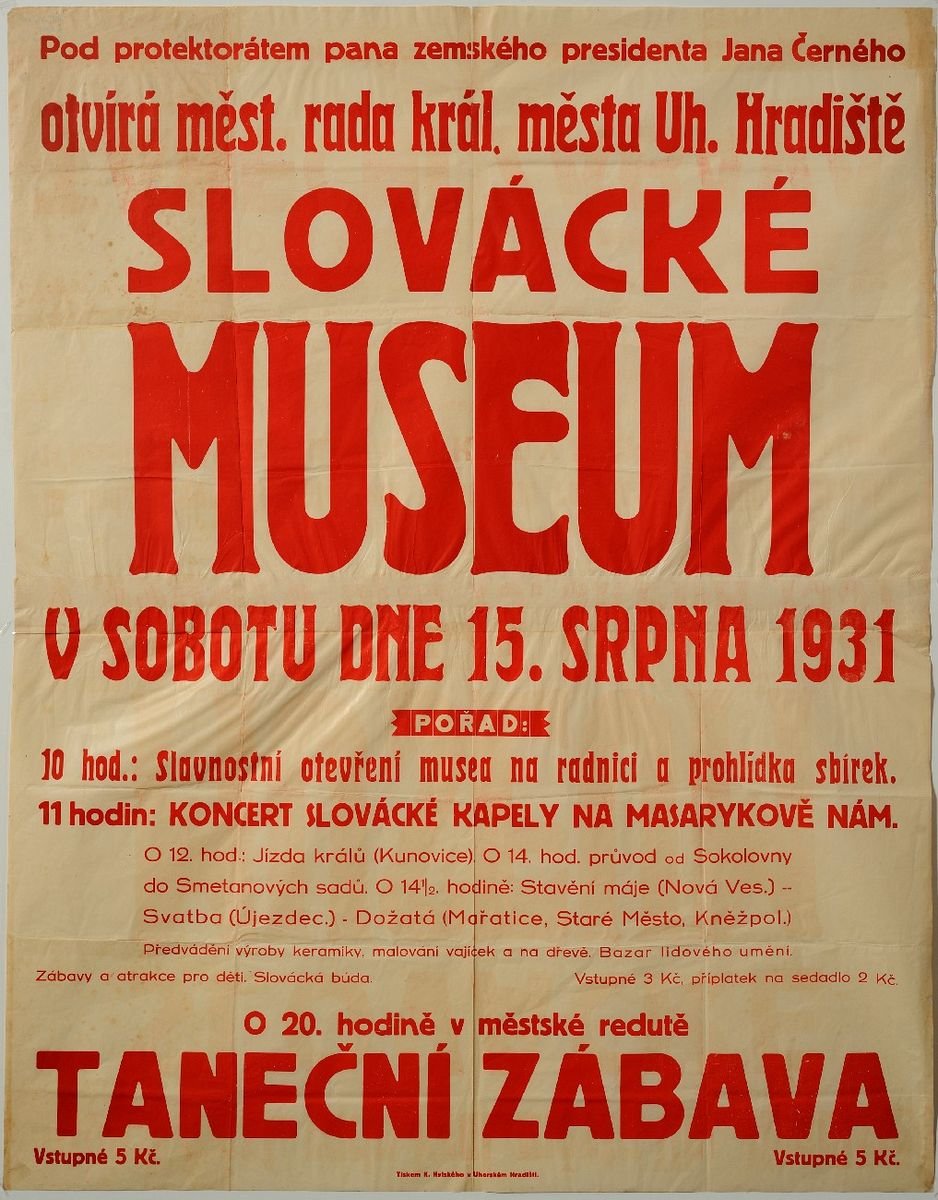 Pod protektorátem pana zemského presidenta Jana Černého
otvírá měst. rada král. města Uh. Hradiště
SLOVÁCKÉ
MUSEUM
V SOBOTU DNE 15. SRPNA 1931
POŘAD:
10 hod.: Slavnostní otevření musea na radnici a prohlídka sbírek.
11 hodin: KONCERT SLOVÁCKÉ KAPELY NA MASARYKOVĚ NÁM.
O 12. hod.: Jízda králů (Kunovice). O 14. hod. průvod od Sokolovny
do Smetanových sadů. O 14½. hodině: Stavění máje (Nová Ves.) --
Svatba (Újezdec.) - Dožatá (Mařatice, Staré Město, Kněžpol.)
Předvádění výroby keramiky, malování vajíček a na dřevě. Bazar lidového umění.
Zábavy a atrakce pro děti. Slovácká búda. Vstupné 3 Kč, příplatek na sedadlo 2 Kč.
O 20. hodině v městské redutě
TANEČNÍ ZÁBAVA
Vstupné 5 Kč. Vstupné 5 Kč.
Tiskem K. v Uherském Hradišti.